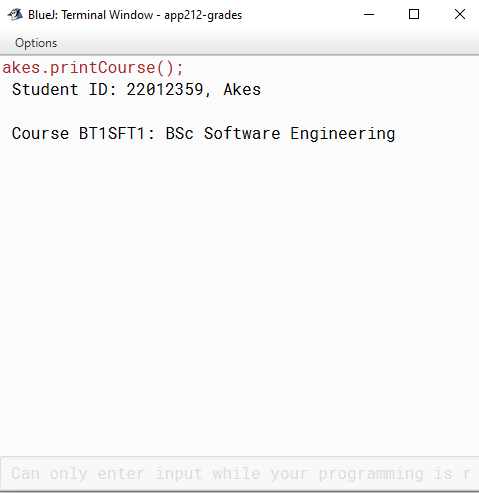 BlueJ: Terminal Window - app212-grades
Options
akes.printCourse();
Student ID: 22012359, Akes
Course BT1SFT1: BSc Software Engineering
Can only enter input while your programming is r